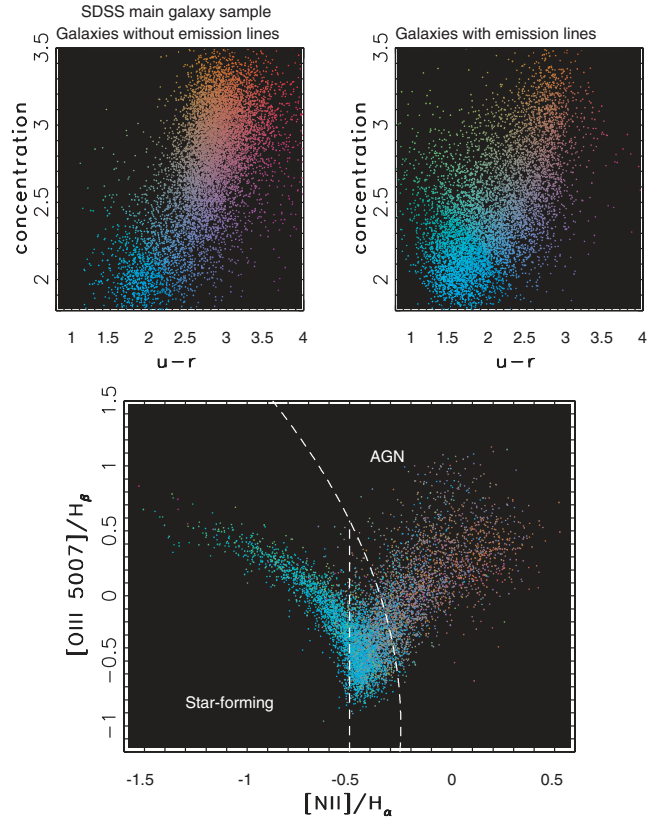 SDSS main galaxy sample
Galaxies without emission lines
Galaxies with emission lines
3.5
3
2.5
2
concentration
1 1.5 2 2.5 3 3.5 4
u-r
3.5
3
2.5
2
concentration
1 1.5 2 2.5 3 3.5 4
u-r
1.5
1
0.5
0
-0.5
-1
[OIII 5007]/Hβ
AGN
Star-forming
-1.5 -1 -0.5 0 0.5
[NII]/Hα